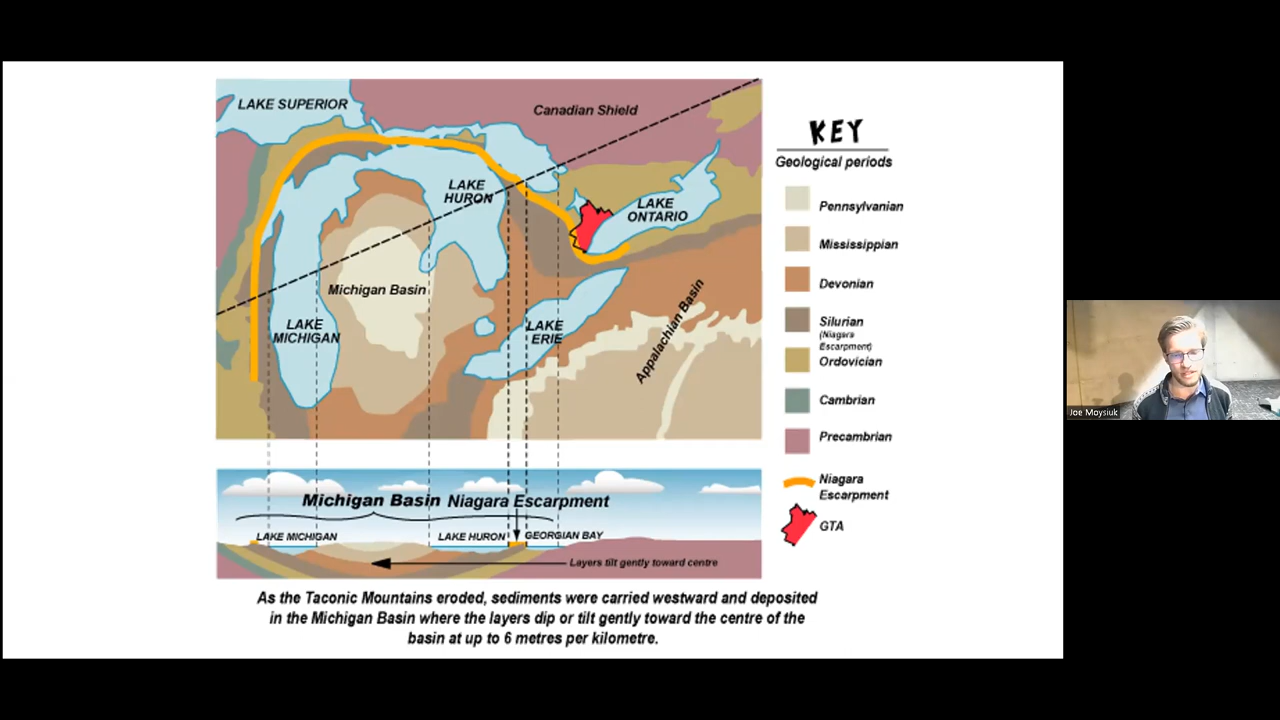 LAKE SUPERIOR
Canadian Shield
LAKE
HURON
LAKE
ONTARIO
Michigan Basin
LAKE
MICHIGAN
LAKE
ERIE
Appalachian Basin
KEY
Geological periods
Pennsylvanian
Mississippian
Devonian
Silurian
(Niagara
Escarpment)
Ordovician
Cambrian
Precambrian
Niagara
Escarpment
GTA
Michigan Basin
Niagara Escarpment
LAKE MICHIGAN
LAKE HURON
GEORGIAN BAY
Layers tilt gently toward centre
As the Taconic Mountains eroded, sediments were carried westward and deposited
in the Michigan Basin where the layers dip or tilt gently toward the centre of the
basin at up to 6 metres per kilometre.
Joe Moysiuk